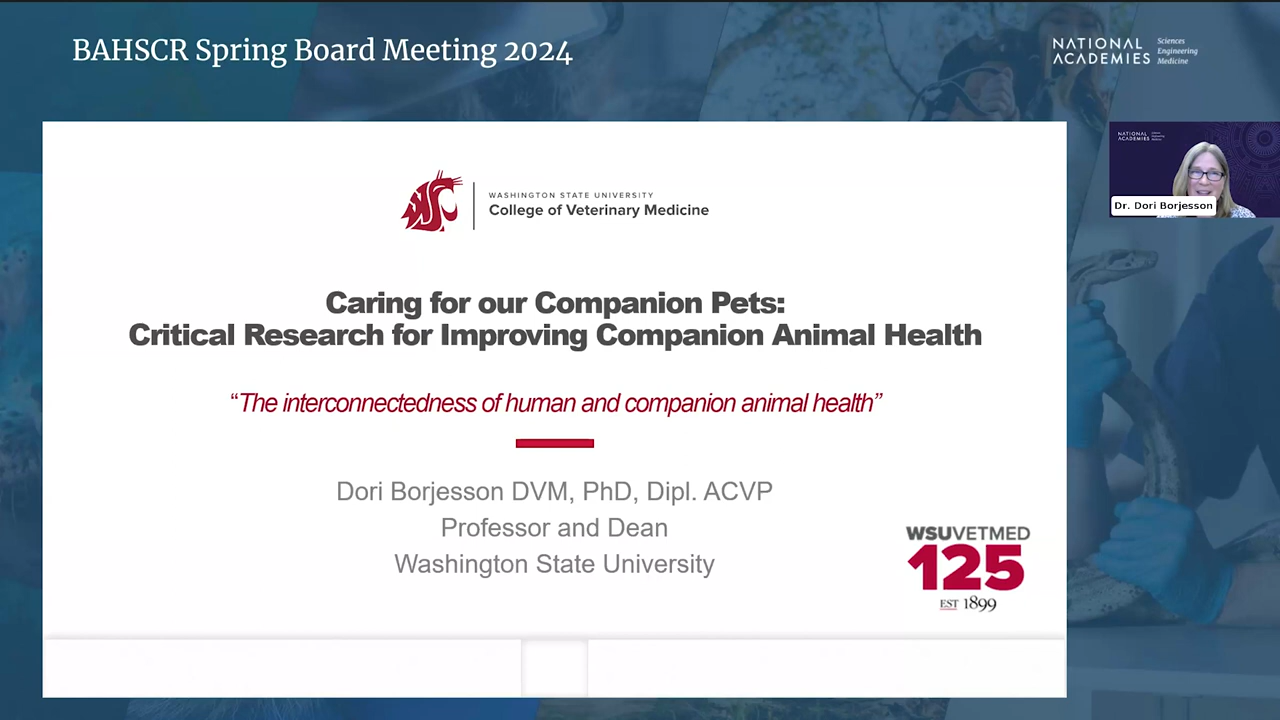 BAHSCR Spring Board Meeting 2024
NATIONAL
ACADEMIES
Sciences
Engineering
Medicine
NATIONAL
ACADEMIES
Dr. Dori Borjesson
WASHINGTON STATE UNIVERSITY
College of Veterinary Medicine
Caring for our Companion Pets:
Critical Research for Improving Companion Animal Health
“The interconnectedness of human and companion animal health”
Dori Borjesson DVM, PhD, Dipl. ACVP
Professor and Dean
Washington State University
WSUVETMED
125
EST 1899